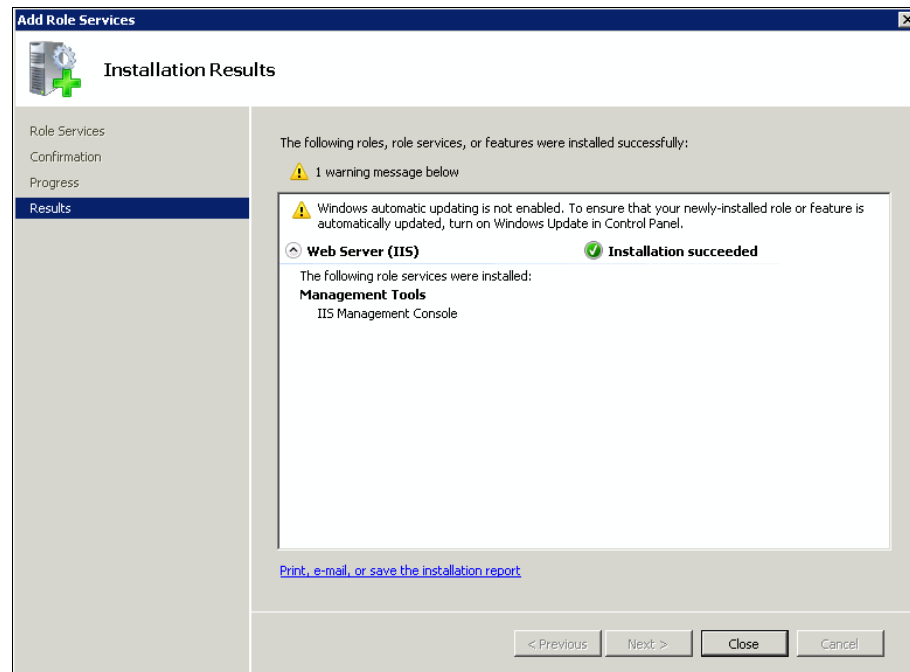 Add Role Services
Installation Results
Role Services
Confirmation
Progress
Results
The following roles, role services, or features were installed successfully:
1 warning message below
Windows automatic updating is not enabled. To ensure that your newly-installed role or feature is
automatically updated, turn on Windows Update in Control Panel.
Web Server (IIS) Installation succeeded
The following role services were installed:
Management Tools
IIS Management Console
Print, e-mail, or save the installation report
< Previous Next > Close Cancel